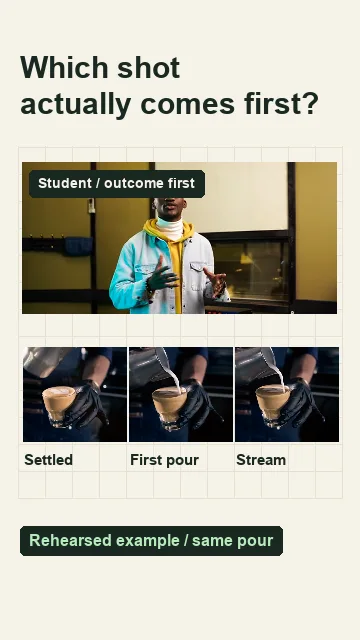 Which shot
actually comes first?
Student / outcome first
Settled
First pour
Stream
Rehearsed example / same pour